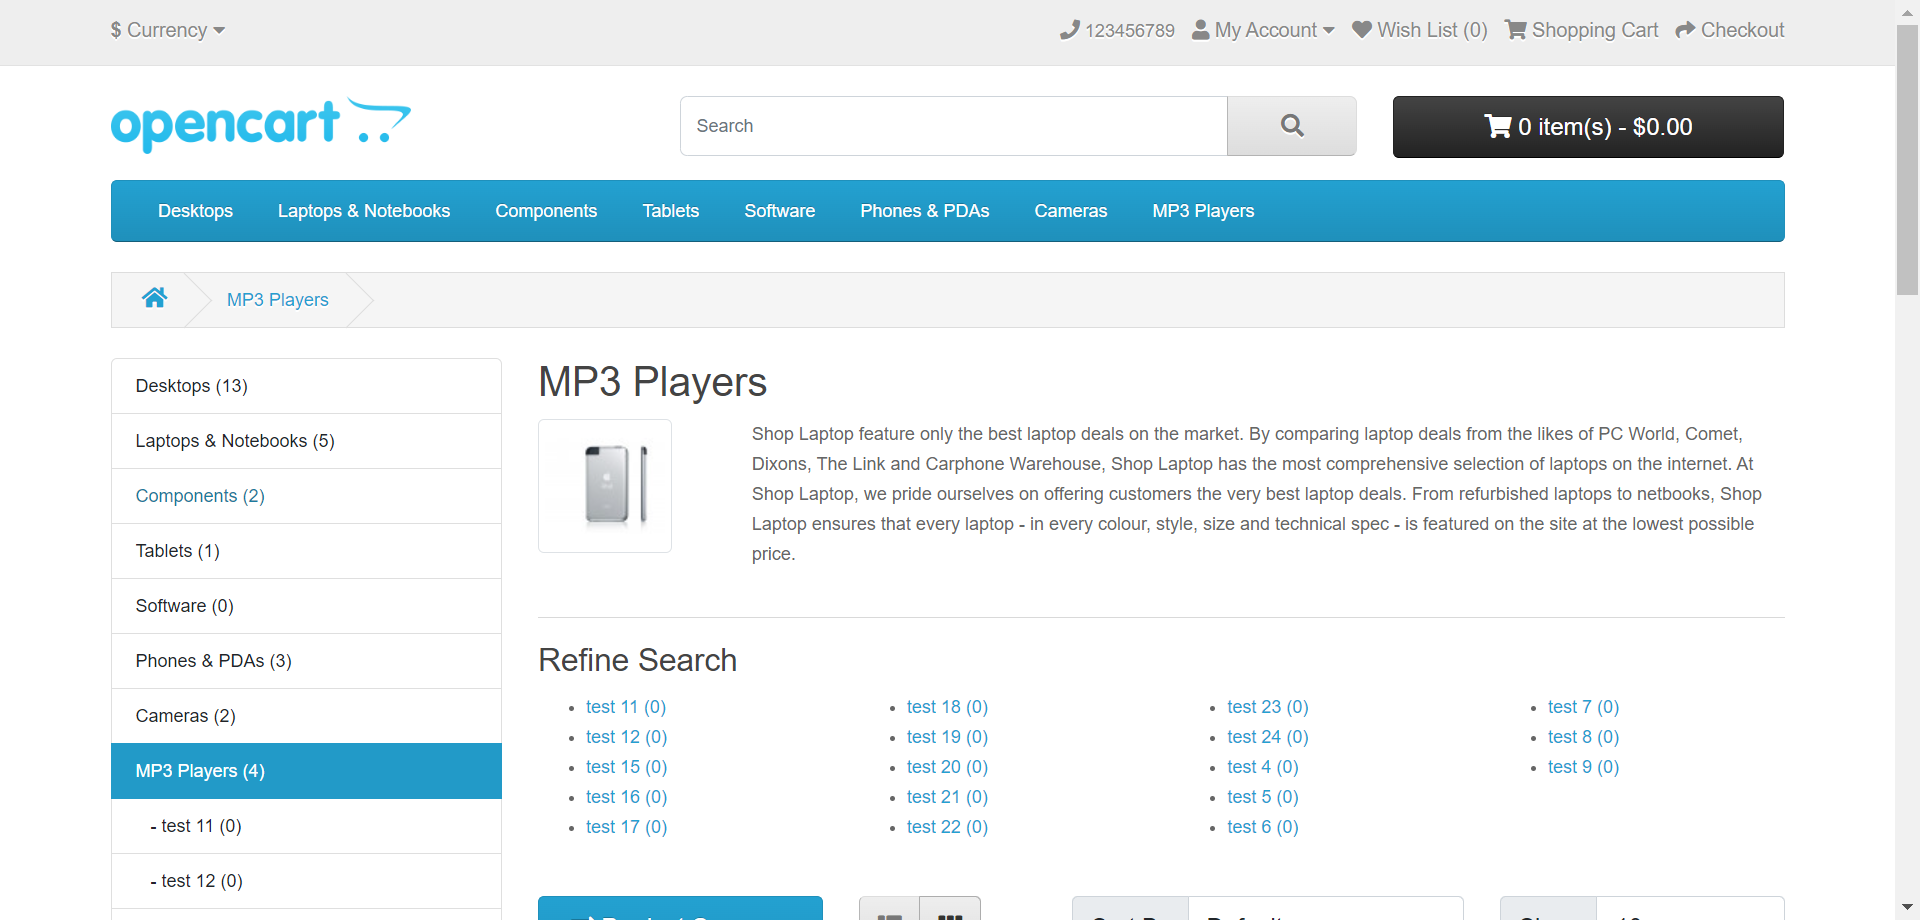 $ Currency
123456789 My Account Wish List (0) Shopping Cart Checkout
opencart
Search
0 item(s) - $0.00
Desktops Laptops & Notebooks Components Tablets Software Phones & PDAs Cameras MP3 Players
MP3 Players
Desktops (13)
Laptops & Notebooks (5)
Components (2)
Tablets (1)
Software (0)
Phones & PDAs (3)
Cameras (2)
MP3 Players (4)
- test 11 (0)
- test 12 (0)
MP3 Players
Shop Laptop feature only the best laptop deals on the market. By comparing laptop deals from the likes of PC World, Comet,
Dixons, The Link and Carphone Warehouse, Shop Laptop has the most comprehensive selection of laptops on the internet. At
Shop Laptop, we pride ourselves on offering customers the very best laptop deals. From refurbished laptops to netbooks, Shop
Laptop ensures that every laptop - in every colour, style, size and technical spec - is featured on the site at the lowest possible
price.
Refine Search
test 11 (0)
test 12 (0)
test 15 (0)
test 16 (0)
test 17 (0)
test 18 (0)
test 19 (0)
test 20 (0)
test 21 (0)
test 22 (0)
test 23 (0)
test 24 (0)
test 4 (0)
test 5 (0)
test 6 (0)
test 7 (0)
test 8 (0)
test 9 (0)